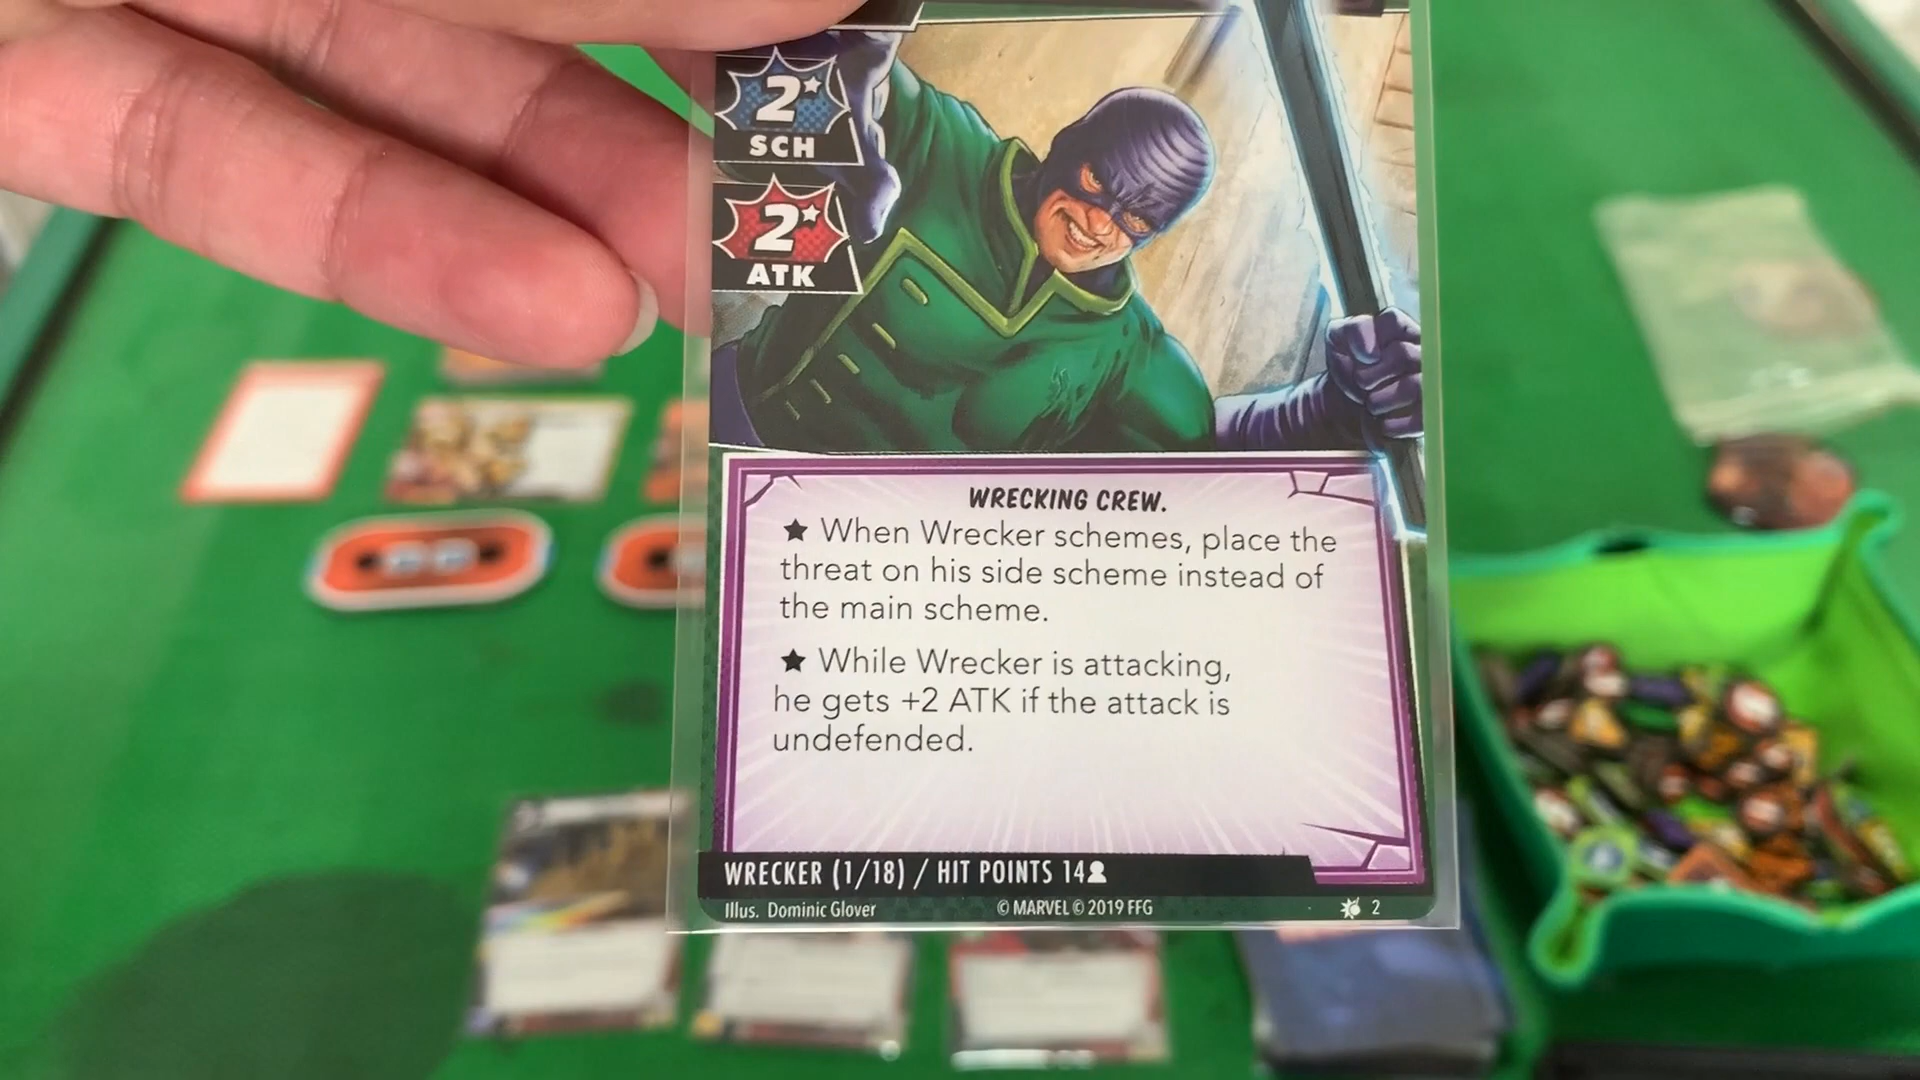 2
SCH
2
ATK
WRECKING CREW.
★ When Wrecker schemes, place the
threat on his side scheme instead of
the main scheme.
★ While Wrecker is attacking,
he gets +2 ATK if the attack is
undefended.
WRECKER (1/18) / HIT POINTS 14
Illus. Dominic Glover
© MARVEL © 2019 FFG
2